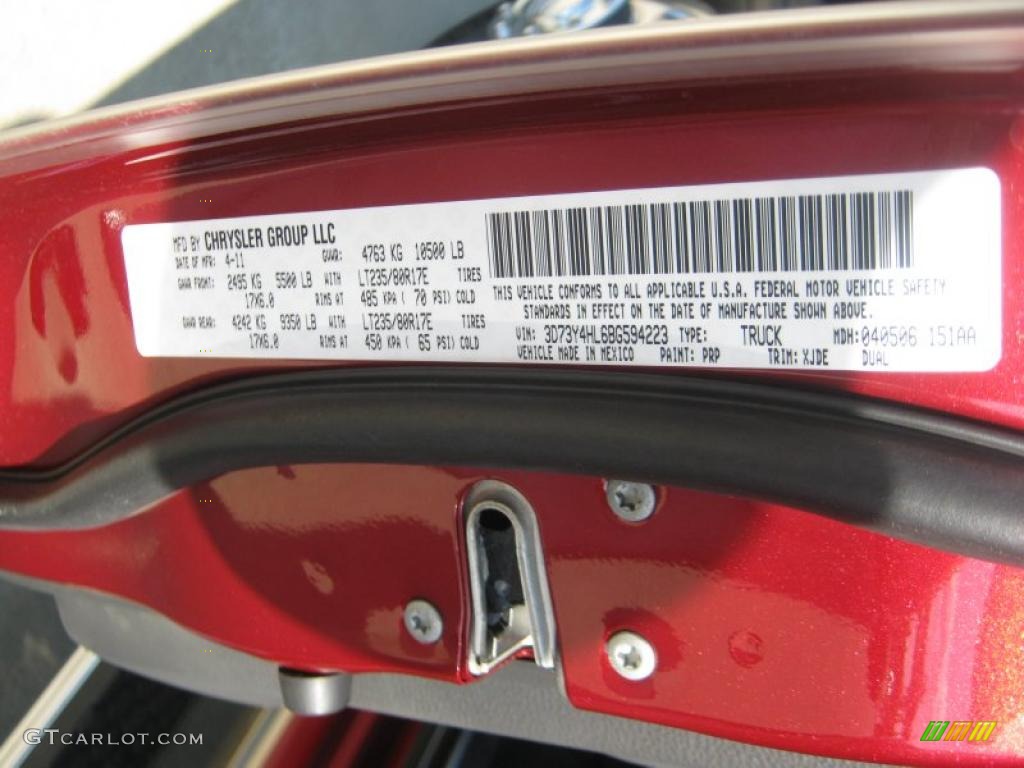 MFD BY CHRYSLER GROUP LLC
DATE OF MFR: 4-11 GVWR: 4763 KG 10500 LB
GAWR FRONT: 2495 KG 5500 LB WITH LT235/80R17E TIRES
17X6.0 RIMS AT 485 KPA ( 70 PSI) COLD
GAWR REAR: 4242 KG 9350 LB WITH LT235/80R17E TIRES
17X6.0 RIMS AT 450 KPA ( 65 PSI) COLD
THIS VEHICLE CONFORMS TO ALL APPLICABLE U.S.A. FEDERAL MOTOR VEHICLE SAFETY
STANDARDS IN EFFECT ON THE DATE OF MANUFACTURE SHOWN ABOVE.
VIN: 3D73Y4HL6BG594223 TYPE: TRUCK MDH: 040506 151AA
VEHICLE MADE IN MEXICO PAINT: PRP TRIM: XJDE DUAL
GTCARLOT.COM